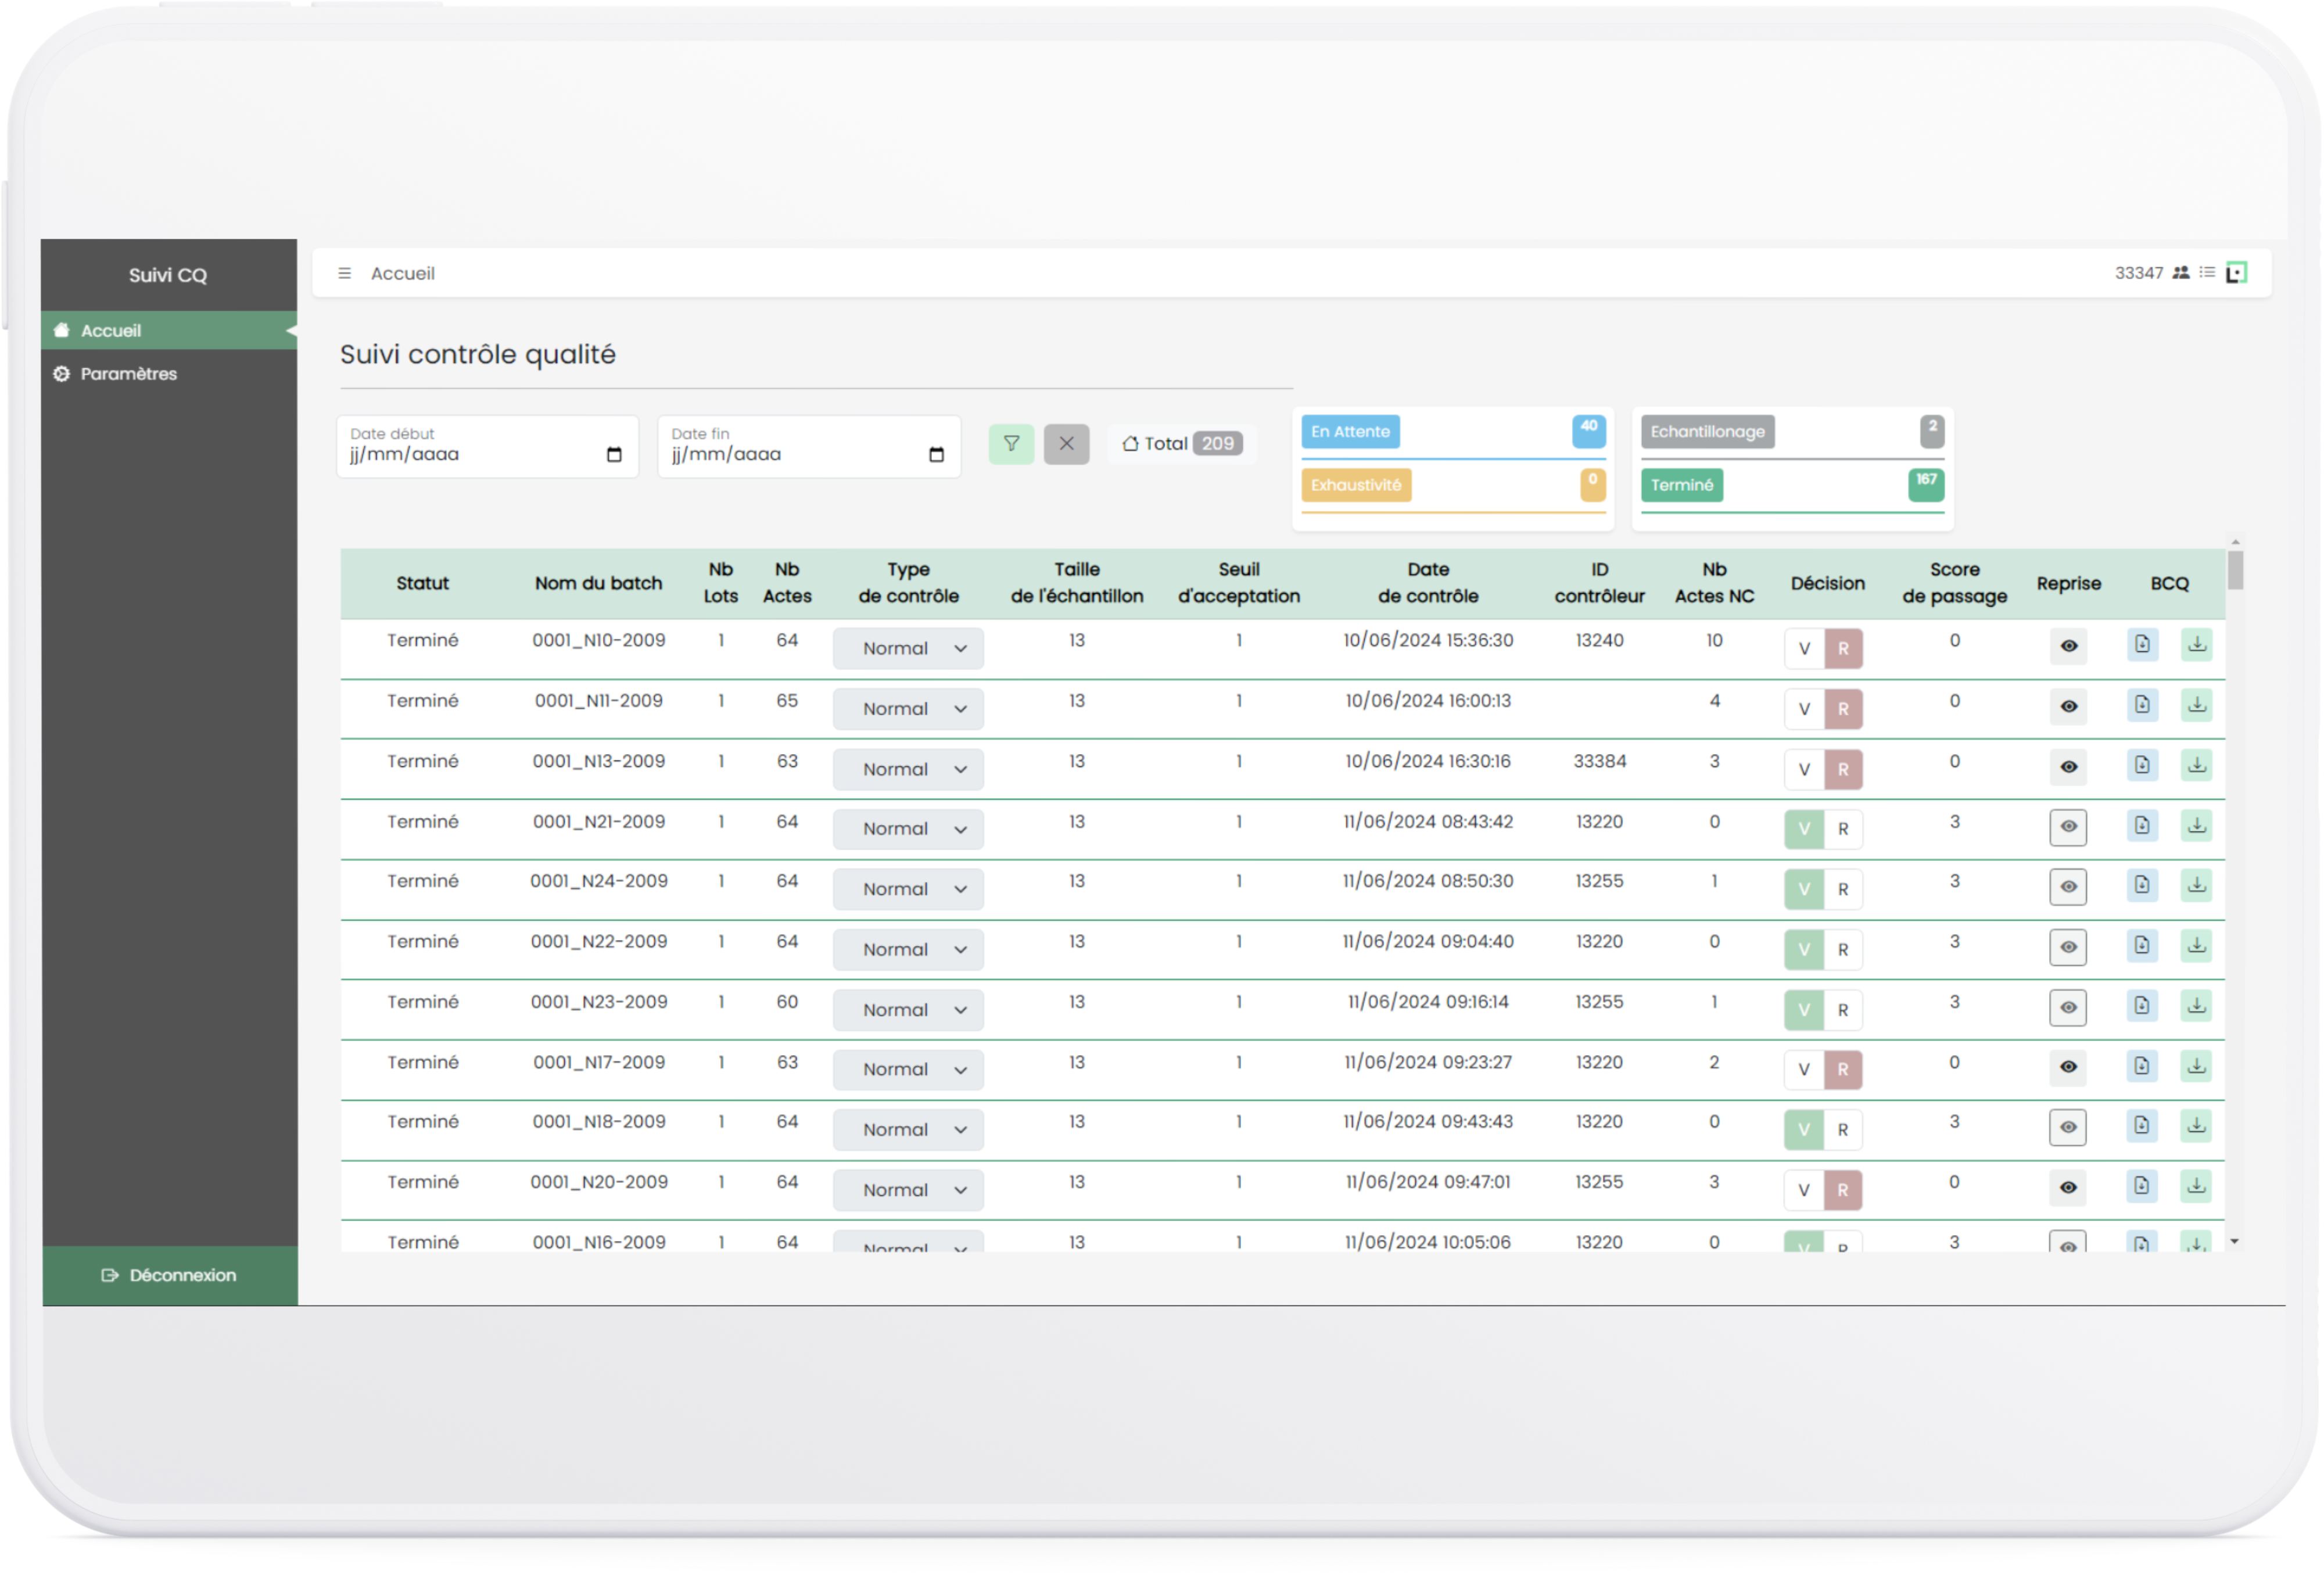 Suivi CQ
Accueil
Paramètres
Déconnexion
Accueil
33347
Suivi contrôle qualité
Date début
jj/mm/aaaa
Date fin
jj/mm/aaaa
Total 209
En Attente 40
Exhaustivité 0
Echantillonage 2
Terminé 167
Statut Nom du batch Nb Lots Nb Actes Type de contrôle Taille de l'échantillon Seuil d'acceptation Date de contrôle ID contrôleur Nb Actes NC Décision Score de passage Reprise BCQ
Terminé 0001_N10-2009 1 64 Normal 13 1 10/06/2024 15:36:30 13240 10 V R 0
Terminé 0001_N11-2009 1 65 Normal 13 1 10/06/2024 16:00:13 4 V R 0
Terminé 0001_N13-2009 1 63 Normal 13 1 10/06/2024 16:30:16 33384 3 V R 0
Terminé 0001_N21-2009 1 64 Normal 13 1 11/06/2024 08:43:42 13220 0 V R 3
Terminé 0001_N24-2009 1 64 Normal 13 1 11/06/2024 08:50:30 13255 1 V R 3
Terminé 0001_N22-2009 1 64 Normal 13 1 11/06/2024 09:04:40 13220 0 V R 3
Terminé 0001_N23-2009 1 60 Normal 13 1 11/06/2024 09:16:14 13255 1 V R 3
Terminé 0001_N17-2009 1 63 Normal 13 1 11/06/2024 09:23:27 13220 2 V R 0
Terminé 0001_N18-2009 1 64 Normal 13 1 11/06/2024 09:43:43 13220 0 V R 3
Terminé 0001_N20-2009 1 64 Normal 13 1 11/06/2024 09:47:01 13255 3 V R 0
Terminé 0001_N16-2009 1 64 Normal 13 1 11/06/2024 10:05:06 13220 0 V R 3